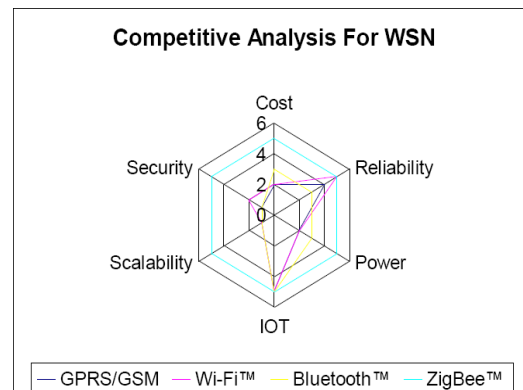 Competitive Analysis For WSN
Cost
6
4
2
0
Security
Reliability
Scalability
Power
IOT
GPRS/GSM Wi-Fi™ Bluetooth™ ZigBee™